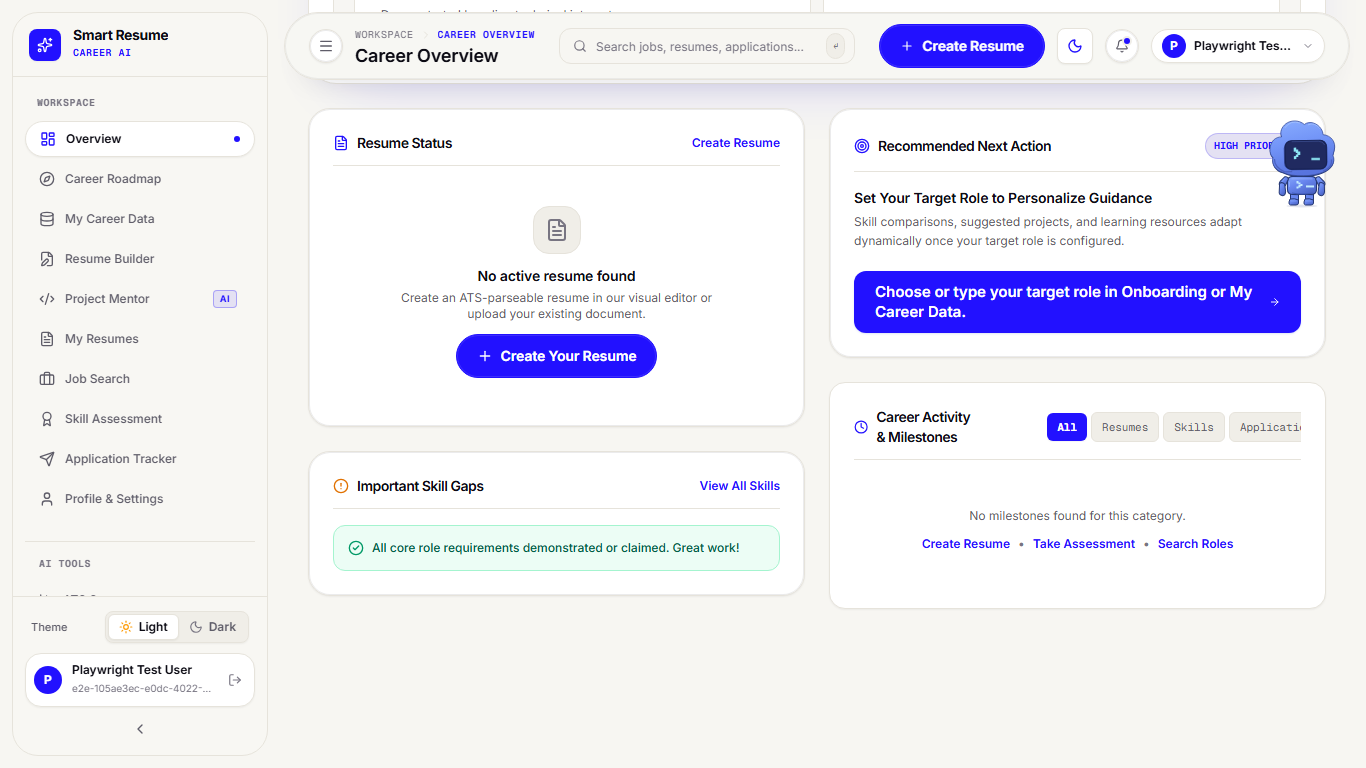 Smart Resume
CAREER AI
WORKSPACE
Overview
Career Roadmap
My Career Data
Resume Builder
Project Mentor AI
My Resumes
Job Search
Skill Assessment
Application Tracker
Profile & Settings
AI TOOLS
Theme
Light
Dark
P
Playwright Test User
e2e-105ae3ec-e0dc-4022-...
WORKSPACE > CAREER OVERVIEW
Career Overview
Search jobs, resumes, applications...
+ Create Resume
P Playwright Tes...
Resume Status
Create Resume
No active resume found
Create an ATS-parseable resume in our visual editor or
upload your existing document.
+ Create Your Resume
Important Skill Gaps
View All Skills
All core role requirements demonstrated or claimed. Great work!
Recommended Next Action
HIGH
Set Your Target Role to Personalize Guidance
Skill comparisons, suggested projects, and learning resources adapt
dynamically once your target role is configured.
Choose or type your target role in Onboarding or My
Career Data.
Career Activity
& Milestones
All
Resumes
Skills
No milestones found for this category.
Create Resume • Take Assessment • Search Roles